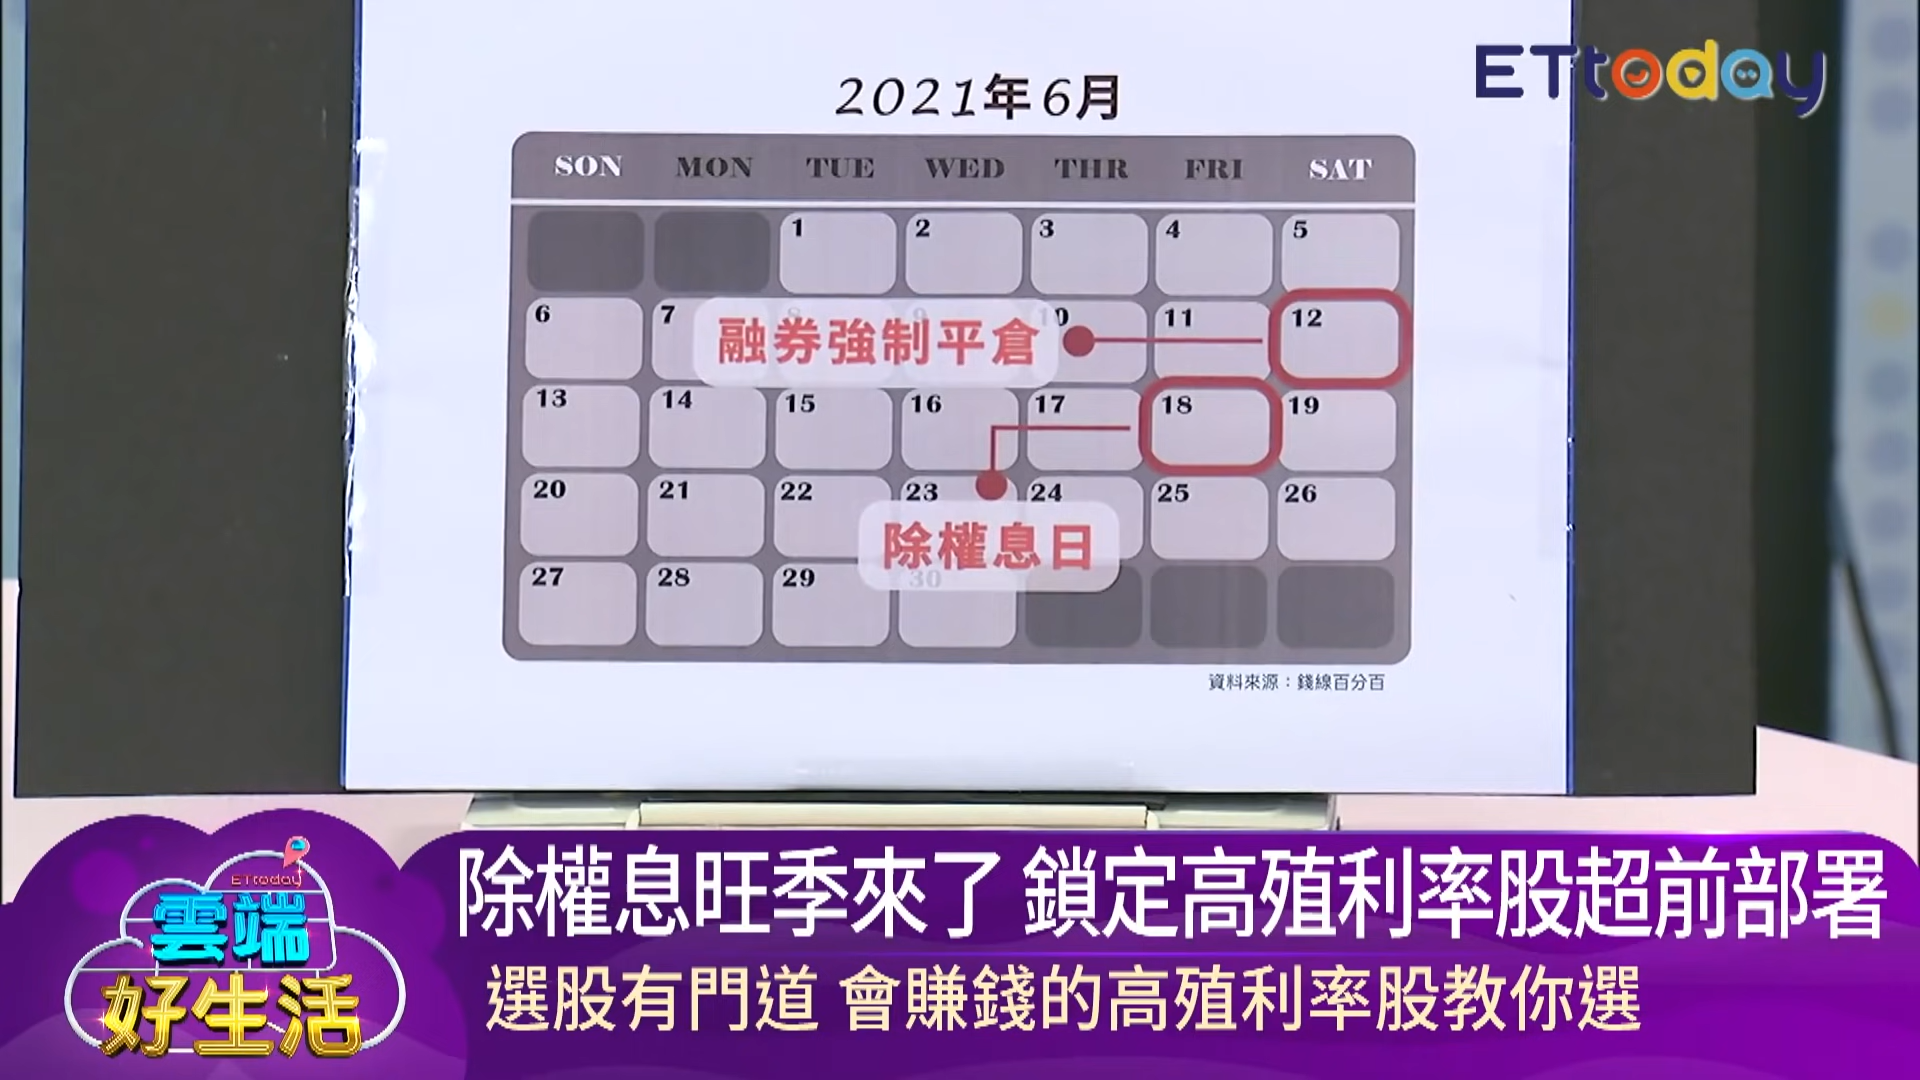 ETtoday
2021年6月
SON MON TUE WED THR FRI SAT
1 2 3 4 5
6 7 8 9 10 11 12
融券強制平倉
13 14 15 16 17 18 19
20 21 22 23 24 25 26
除權息日
27 28 29 30
資料來源：錢線百分百
除權息旺季來了 鎖定高殖利率股超前部署
選股有門道 會賺錢的高殖利率股教你選
ETtoday
雲端
好生活